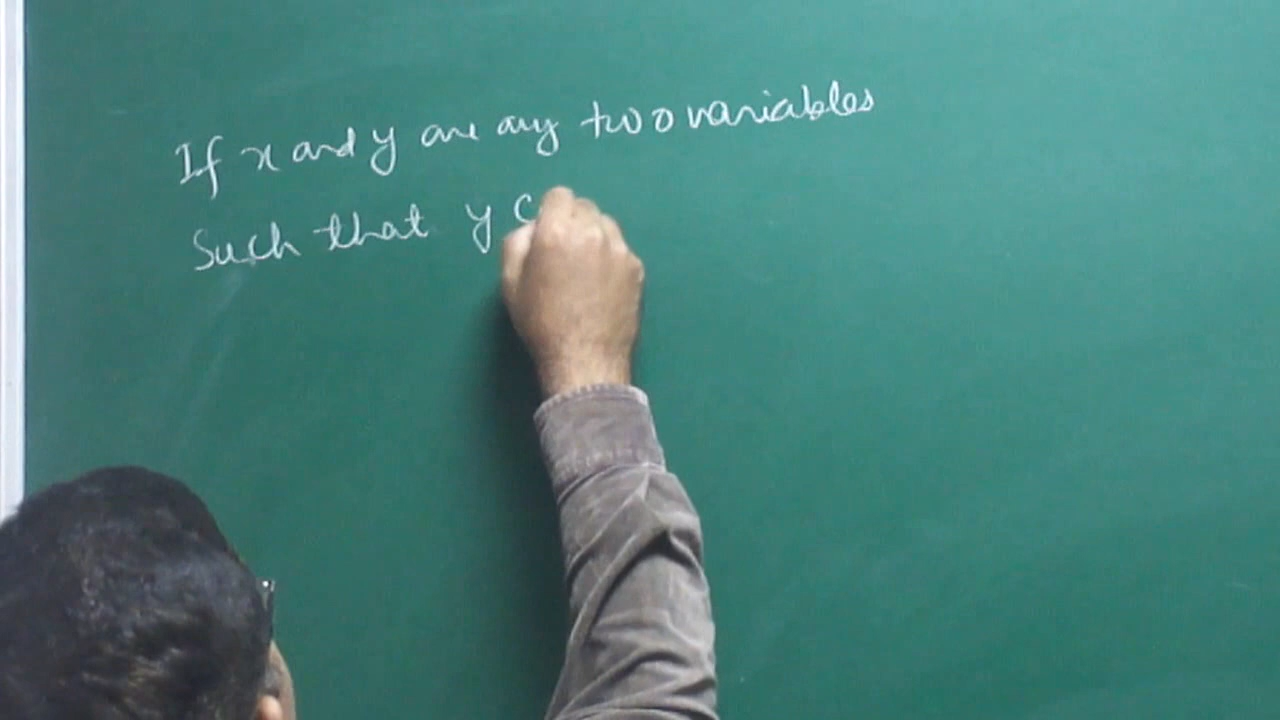 If x and y are any two variables
Such that y c